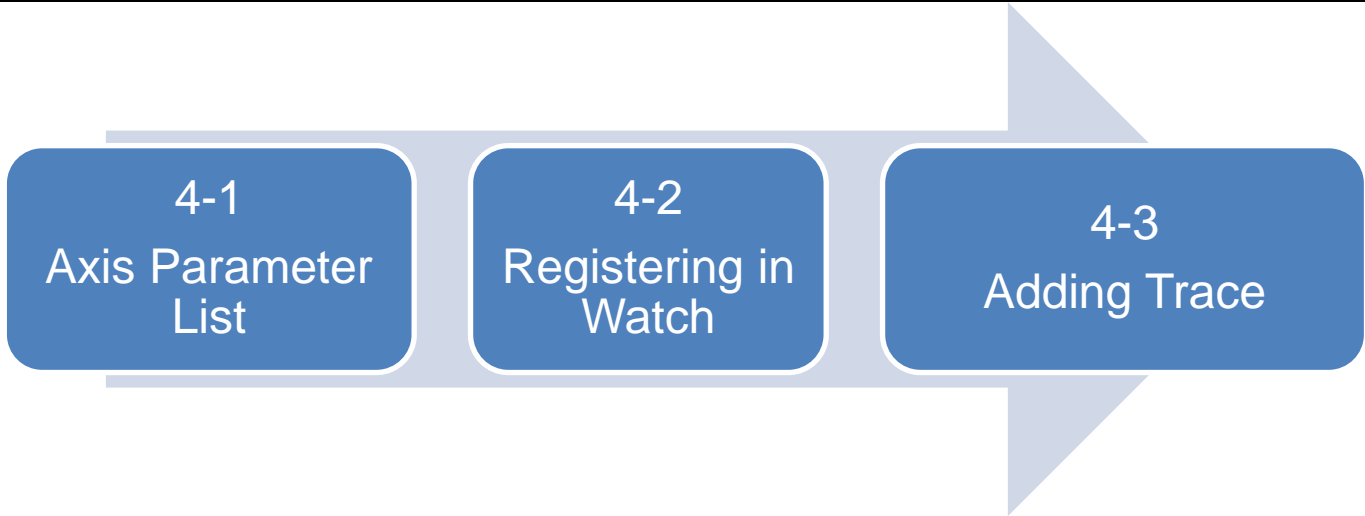 4-1
Axis Parameter
List
4-2
Registering in
Watch
4-3
Adding Trace